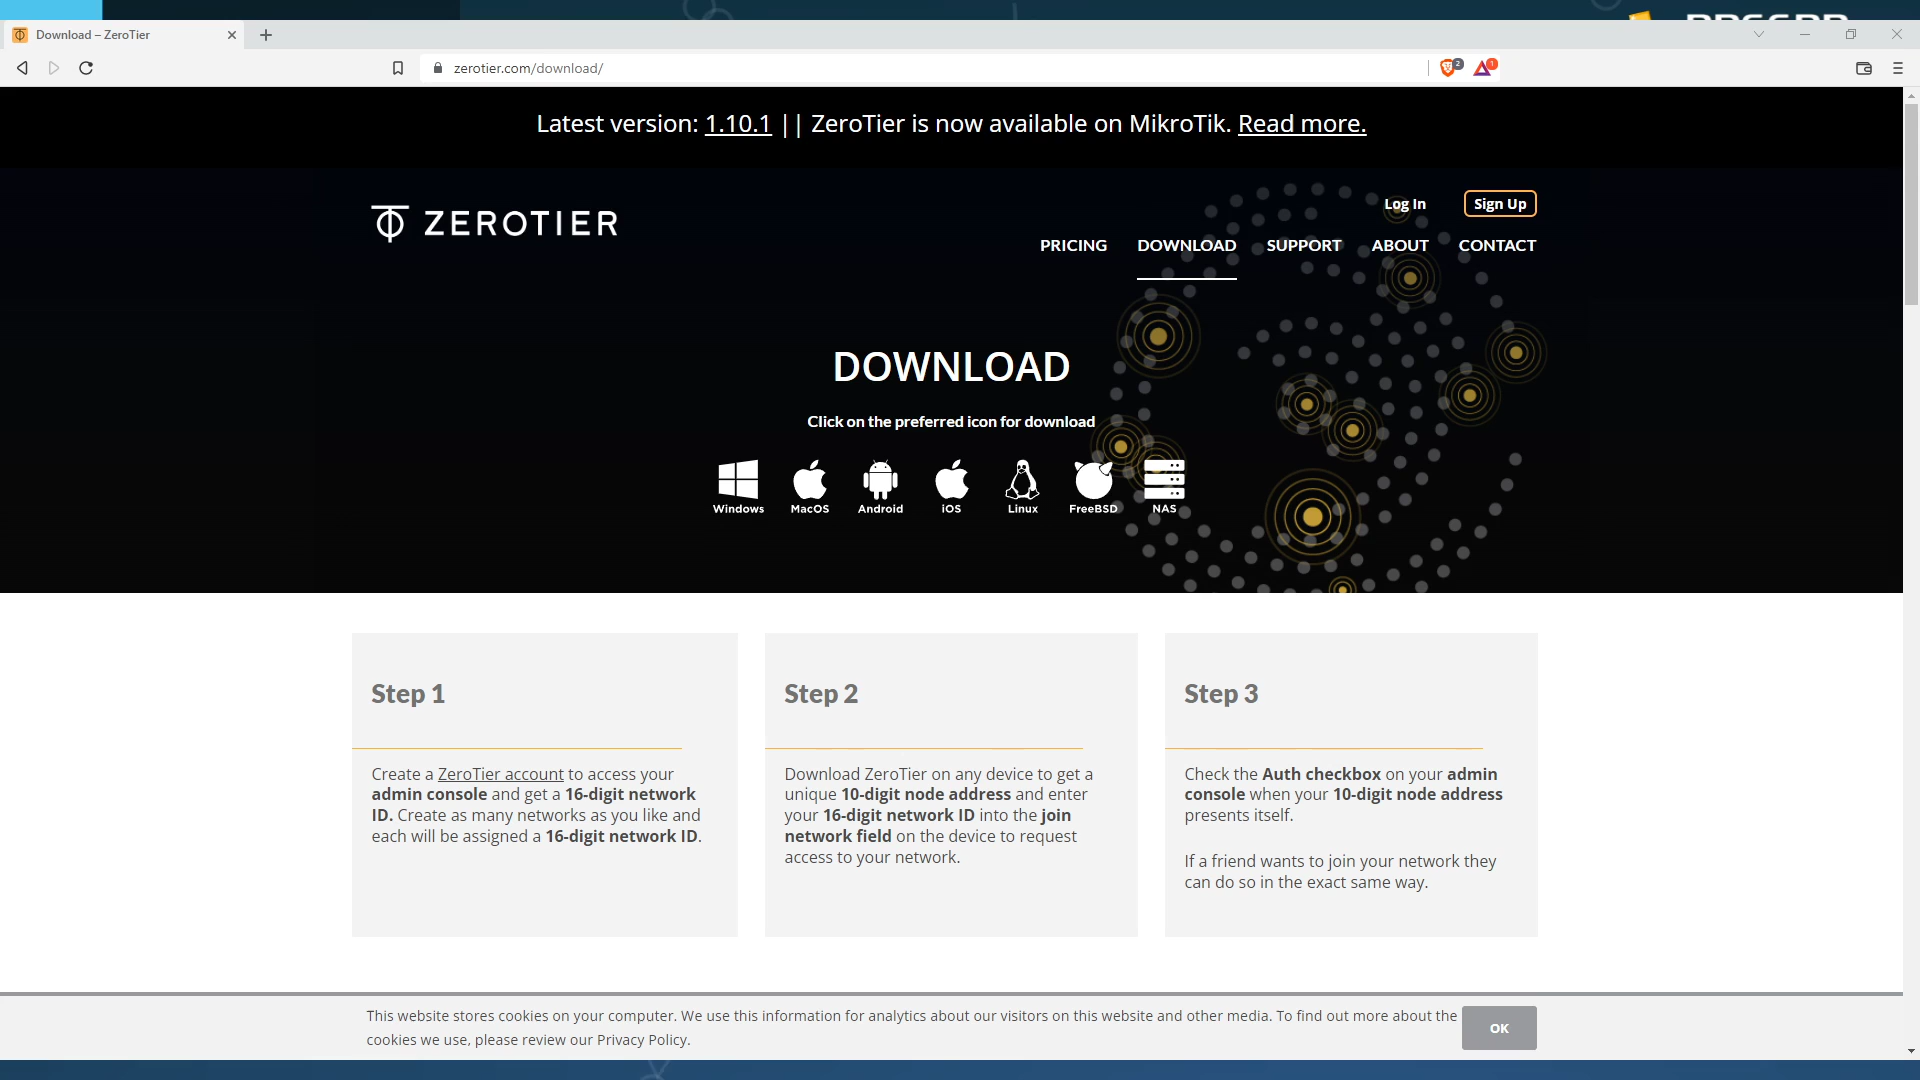 Download – ZeroTier
zerotier.com/download/
2
1
Latest version: 1.10.1 || ZeroTier is now available on MikroTik. Read more.
ZEROTIER
Log In
Sign Up
PRICING
DOWNLOAD
SUPPORT
ABOUT
CONTACT
DOWNLOAD
Click on the preferred icon for download
Windows
MacOS
Android
iOS
Linux
FreeBSD
NAS
Step 1
Create a ZeroTier account to access your
admin console and get a 16-digit network
ID. Create as many networks as you like and
each will be assigned a 16-digit network ID.
Step 2
Download ZeroTier on any device to get a
unique 10-digit node address and enter
your 16-digit network ID into the join
network field on the device to request
access to your network.
Step 3
Check the Auth checkbox on your admin
console when your 10-digit node address
presents itself.
If a friend wants to join your network they
can do so in the exact same way.
This website stores cookies on your computer. We use this information for analytics about our visitors on this website and other media. To find out more about the
cookies we use, please review our Privacy Policy.
OK